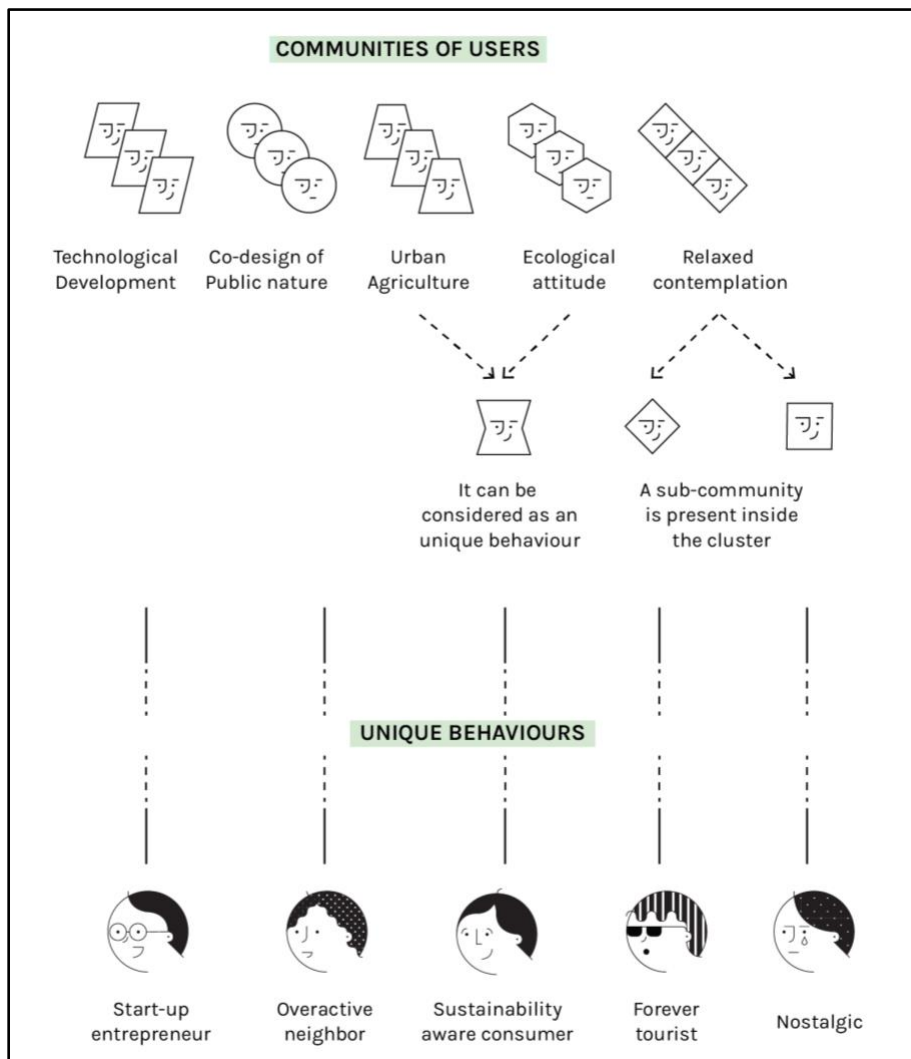 COMMUNITIES OF USERS
Technological
Development
Co-design of
Public nature
Urban
Agriculture
Ecological
attitude
Relaxed
contemplation
It can be
considered as an
unique behaviour
A sub-community
is present inside
the cluster
UNIQUE BEHAVIOURS
Start-up
entrepreneur
Overactive
neighbor
Sustainability
aware consumer
Forever
tourist
Nostalgic